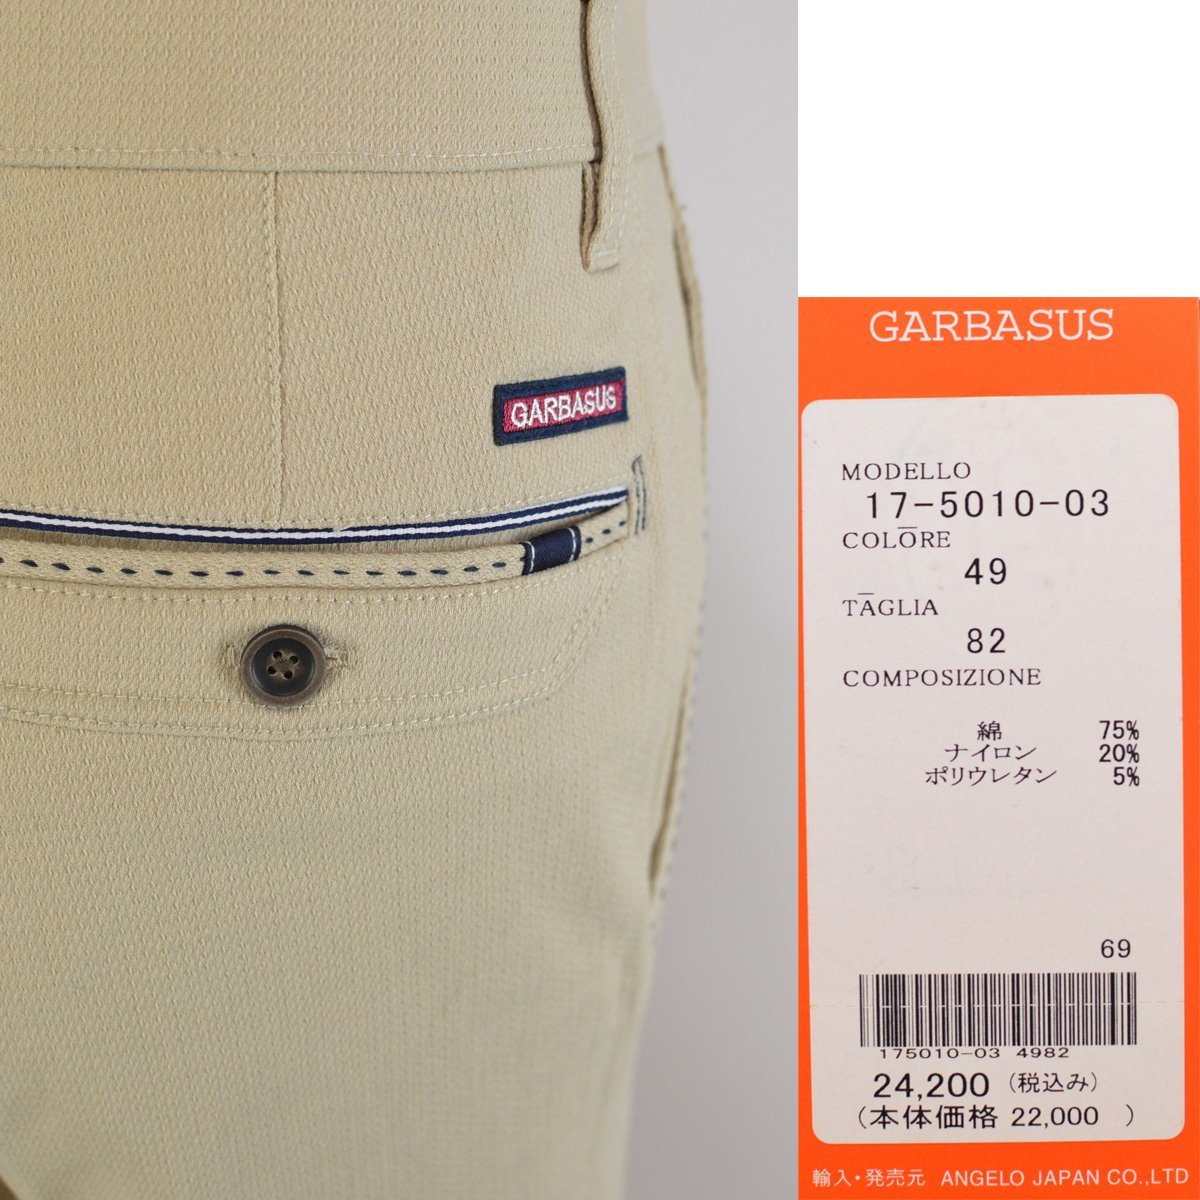 GARBASUS
GARBASUS
MODELLO
17-5010-03
COLORE
49
TAGLIA
82
COMPOSIZIONE
綿 75%
ナイロン 20%
ポリウレタン 5%
69
175010-03 4982
24,200 (税込み)
(本体価格 22,000 )
輸入・発売元 ANGELO JAPAN CO.,LTD